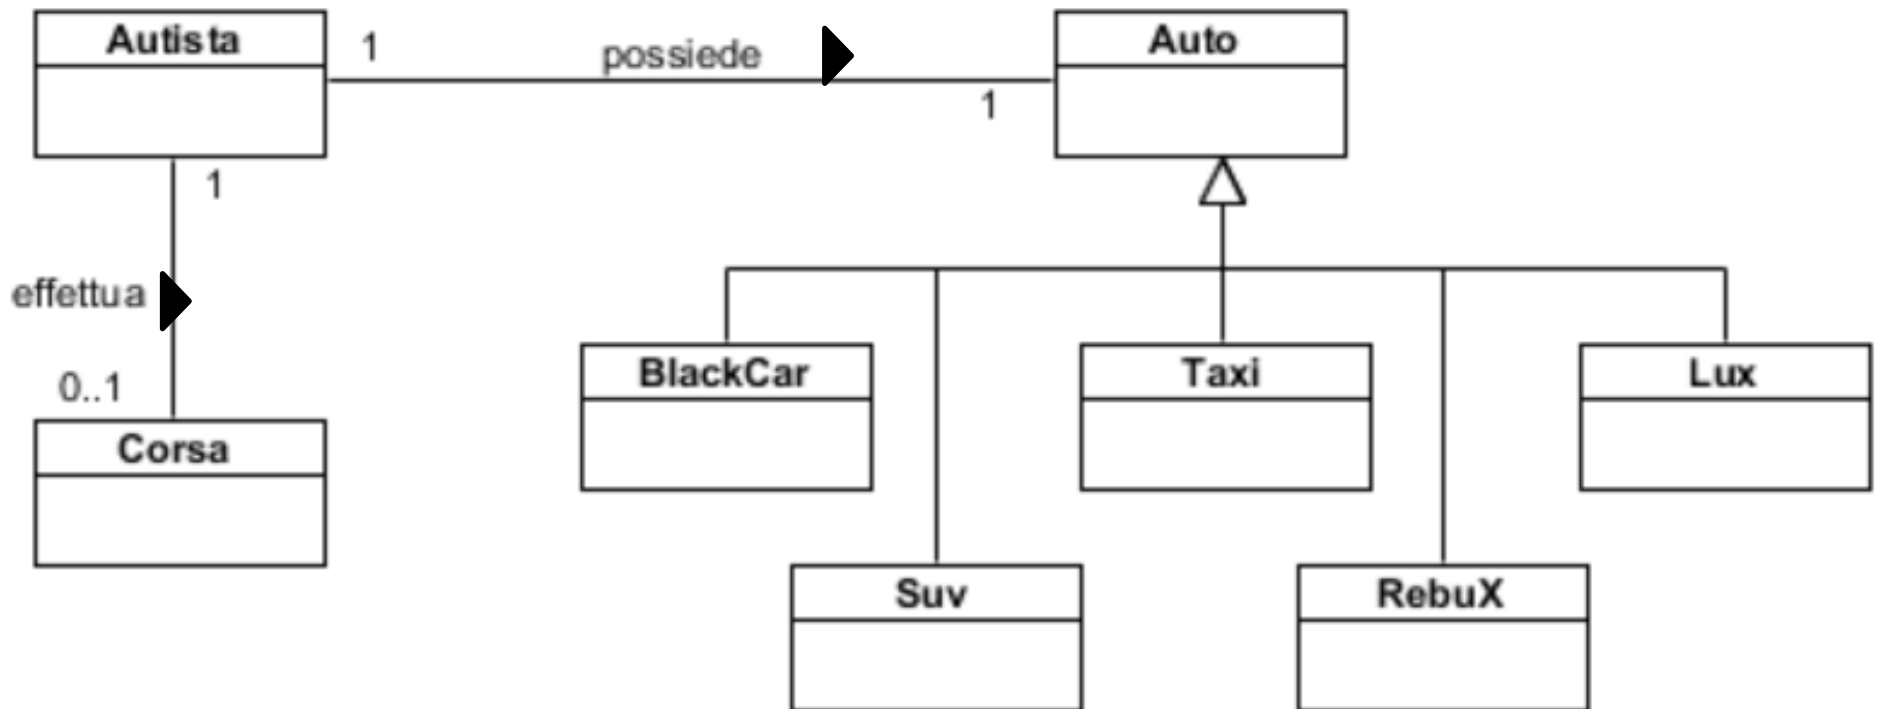 Autista
1
possiede
1
Auto
1
effettua
0..1
Corsa
BlackCar
Taxi
Lux
Suv
RebuX